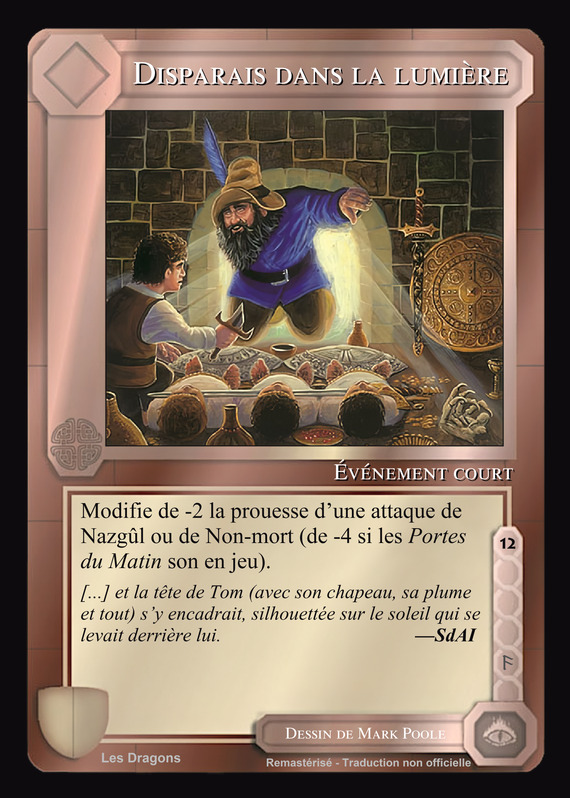 Disparais dans la lumière
Événement court
Modifie de -2 la prouesse d'une attaque de
Nazgûl ou de Non-mort (de -4 si les Portes
du Matin son en jeu).
12
[...] et la tête de Tom (avec son chapeau, sa plume
et tout) s'y encadrait, silhouettée sur le soleil qui se
levait derrière lui. —SdAI
Dessin de Mark Poole
Les Dragons
Remastérisé - Traduction non officielle